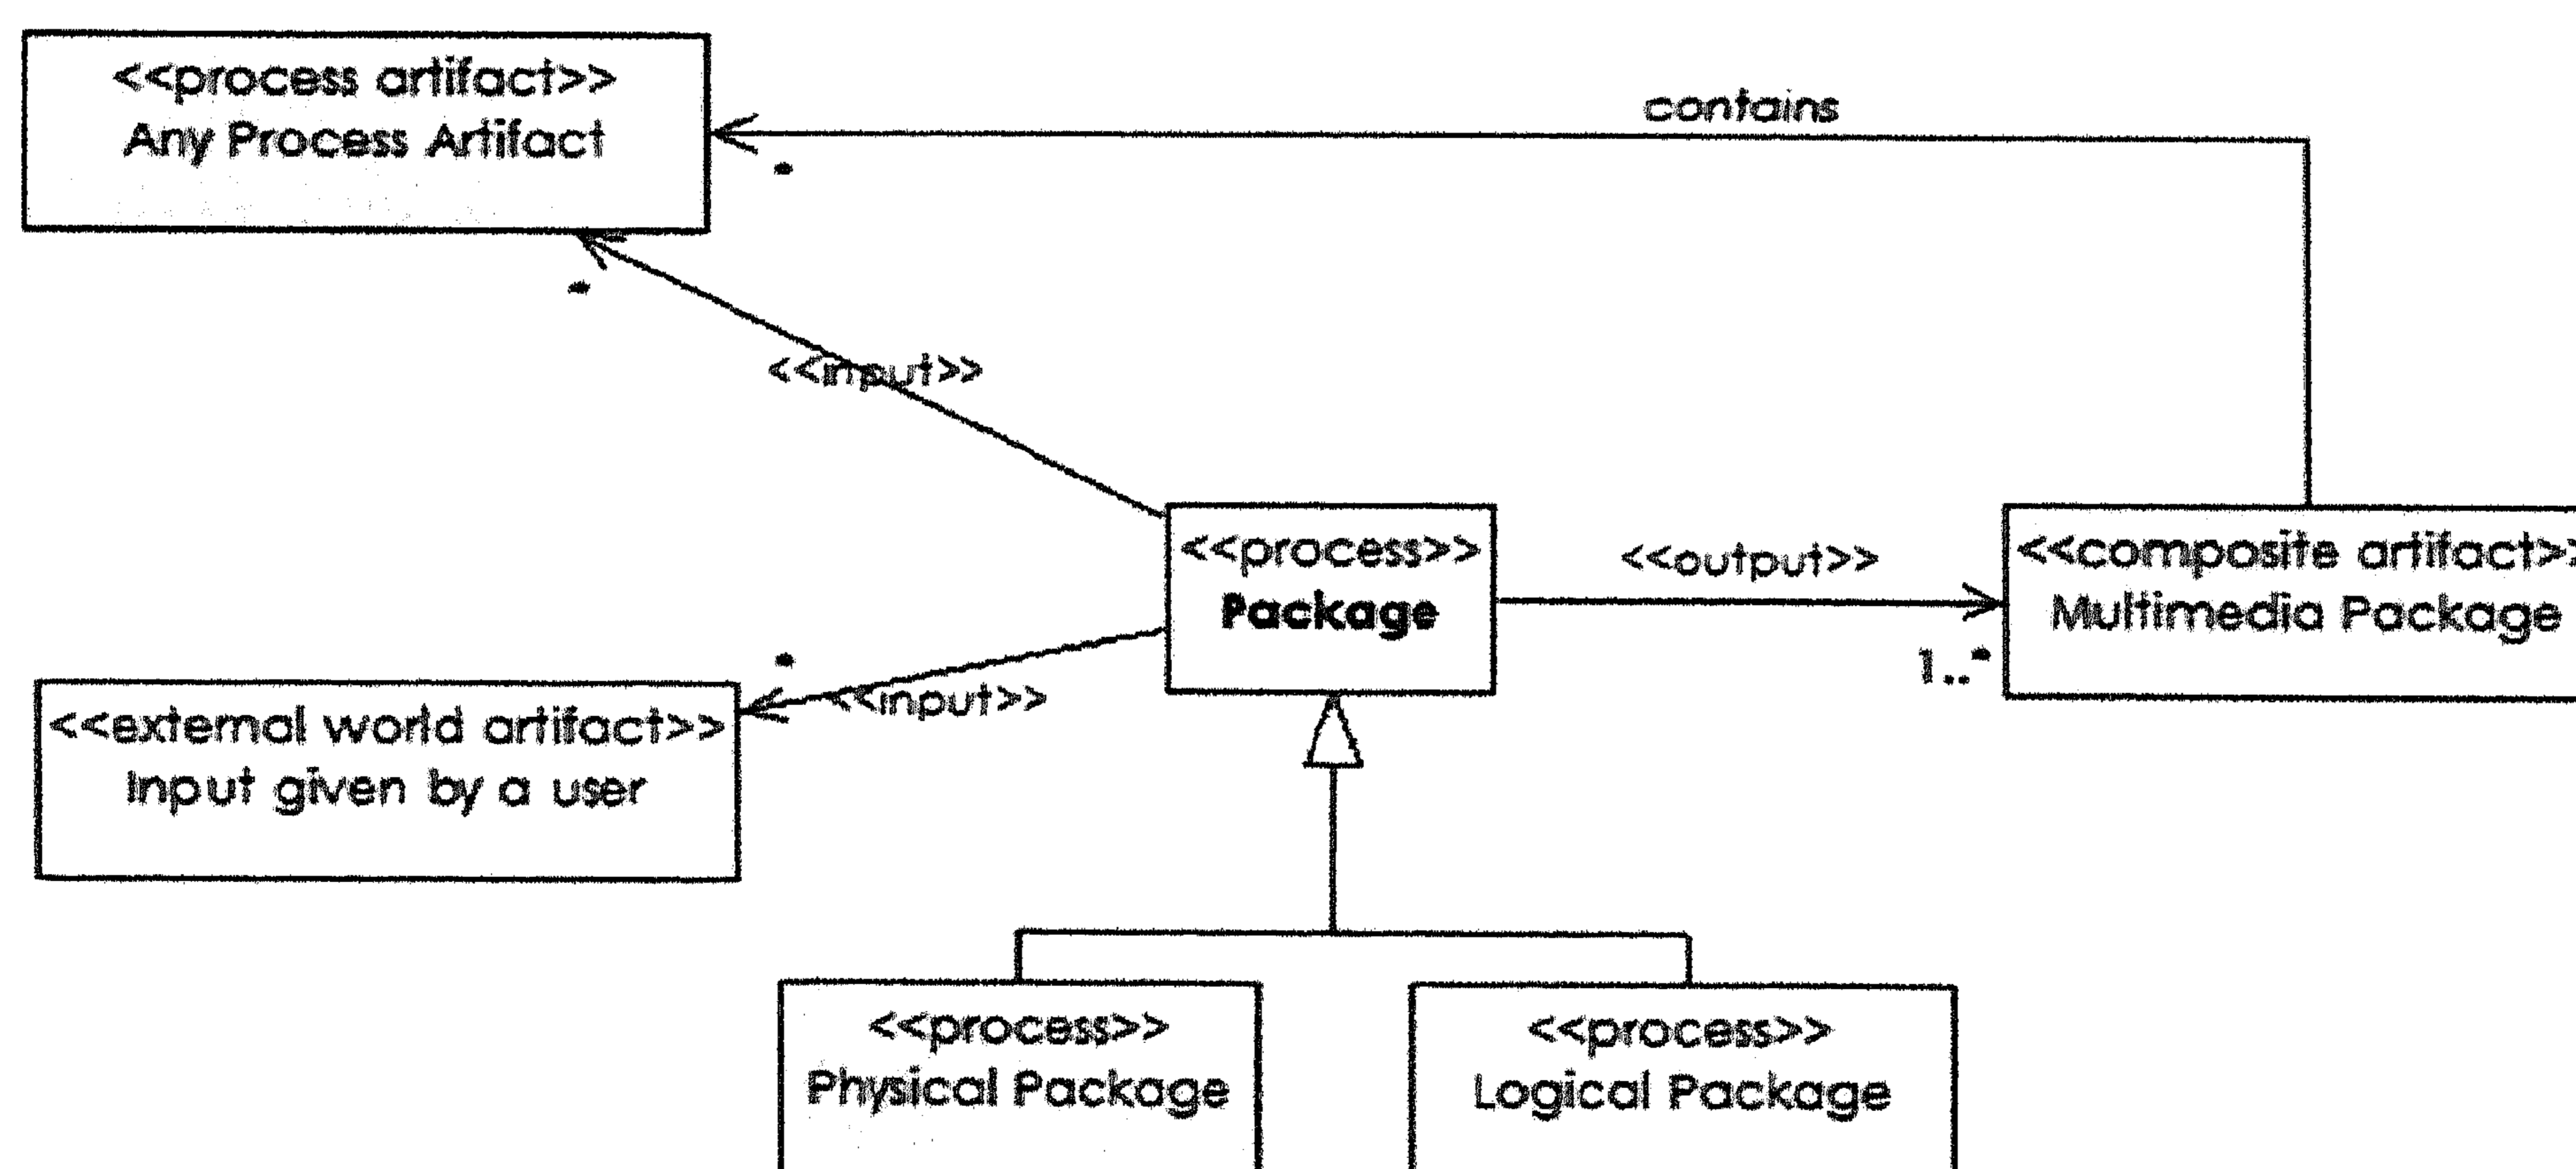 <<process artifact>>
Any Process Artifact
contains
*
*
<<input>>
<<process>>
Package
<<output>>
1..*
<<composite artifact>>
Multimedia Package
*
<<input>>
<<external world artifact>>
Input given by a user
<<process>>
Physical Package
<<process>>
Logical Package